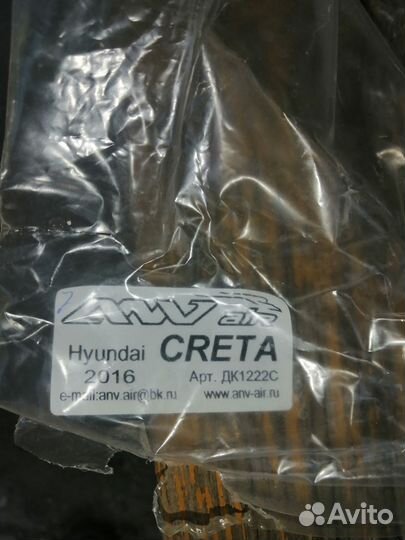 ANV air
Hyundai CRETA
2016 Арт. ДК1222С
e-mail:anv.air@bk.ru www.anv-air.ru
Avito